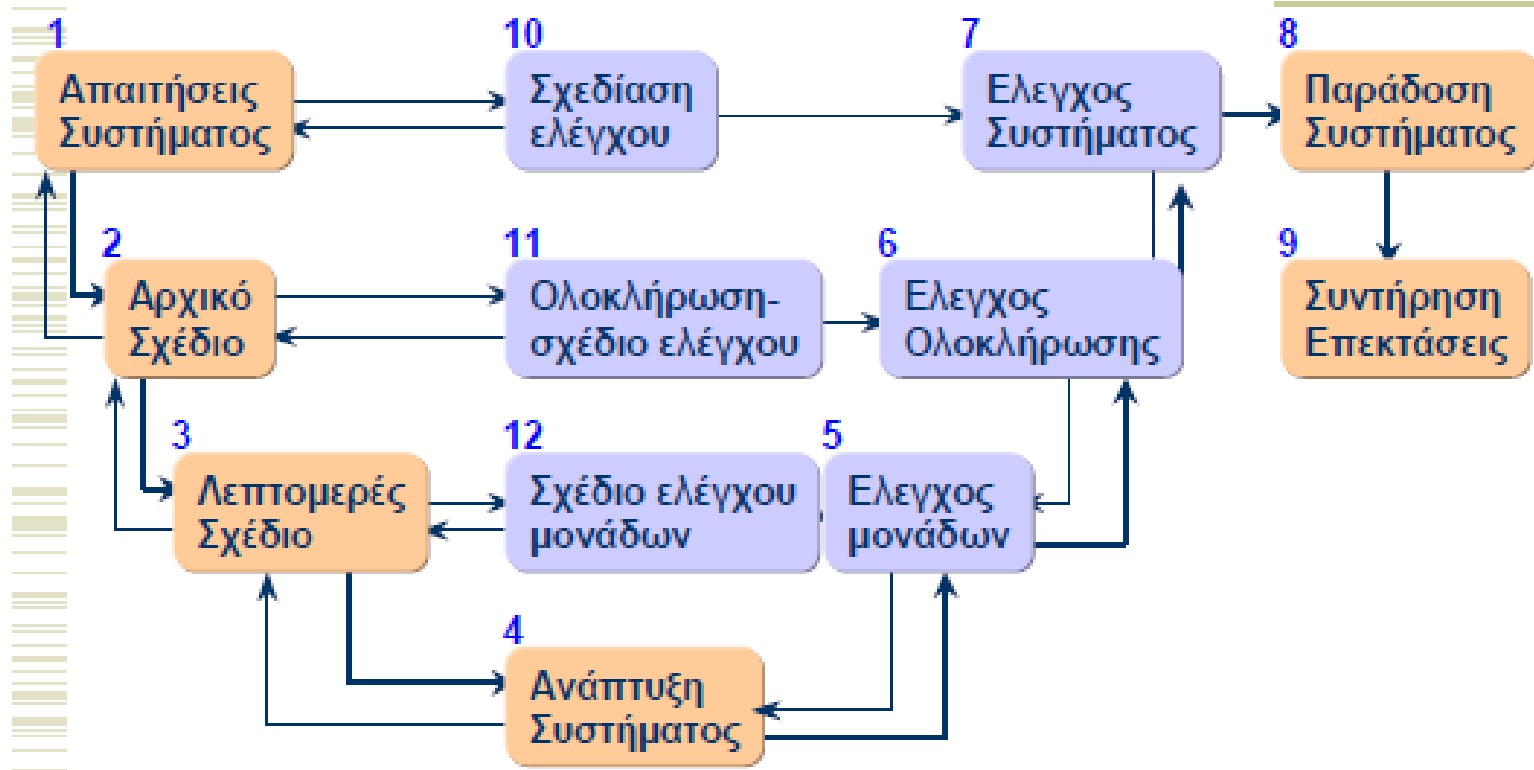 1
Απαιτήσεις
Συστήματος
10
Σχεδίαση
ελέγχου
7
Ελεγχος
Συστήματος
8
Παράδοση
Συστήματος
2
Αρχικό
Σχέδιο
11
Ολοκλήρωση-
σχέδιο ελέγχου
6
Ελεγχος
Ολοκλήρωσης
9
Συντήρηση
Επεκτάσεις
3
Λεπτομερές
Σχέδιο
12
Σχέδιο ελέγχου
μονάδων
5
Ελεγχος
μονάδων
4
Ανάπτυξη
Συστήματος